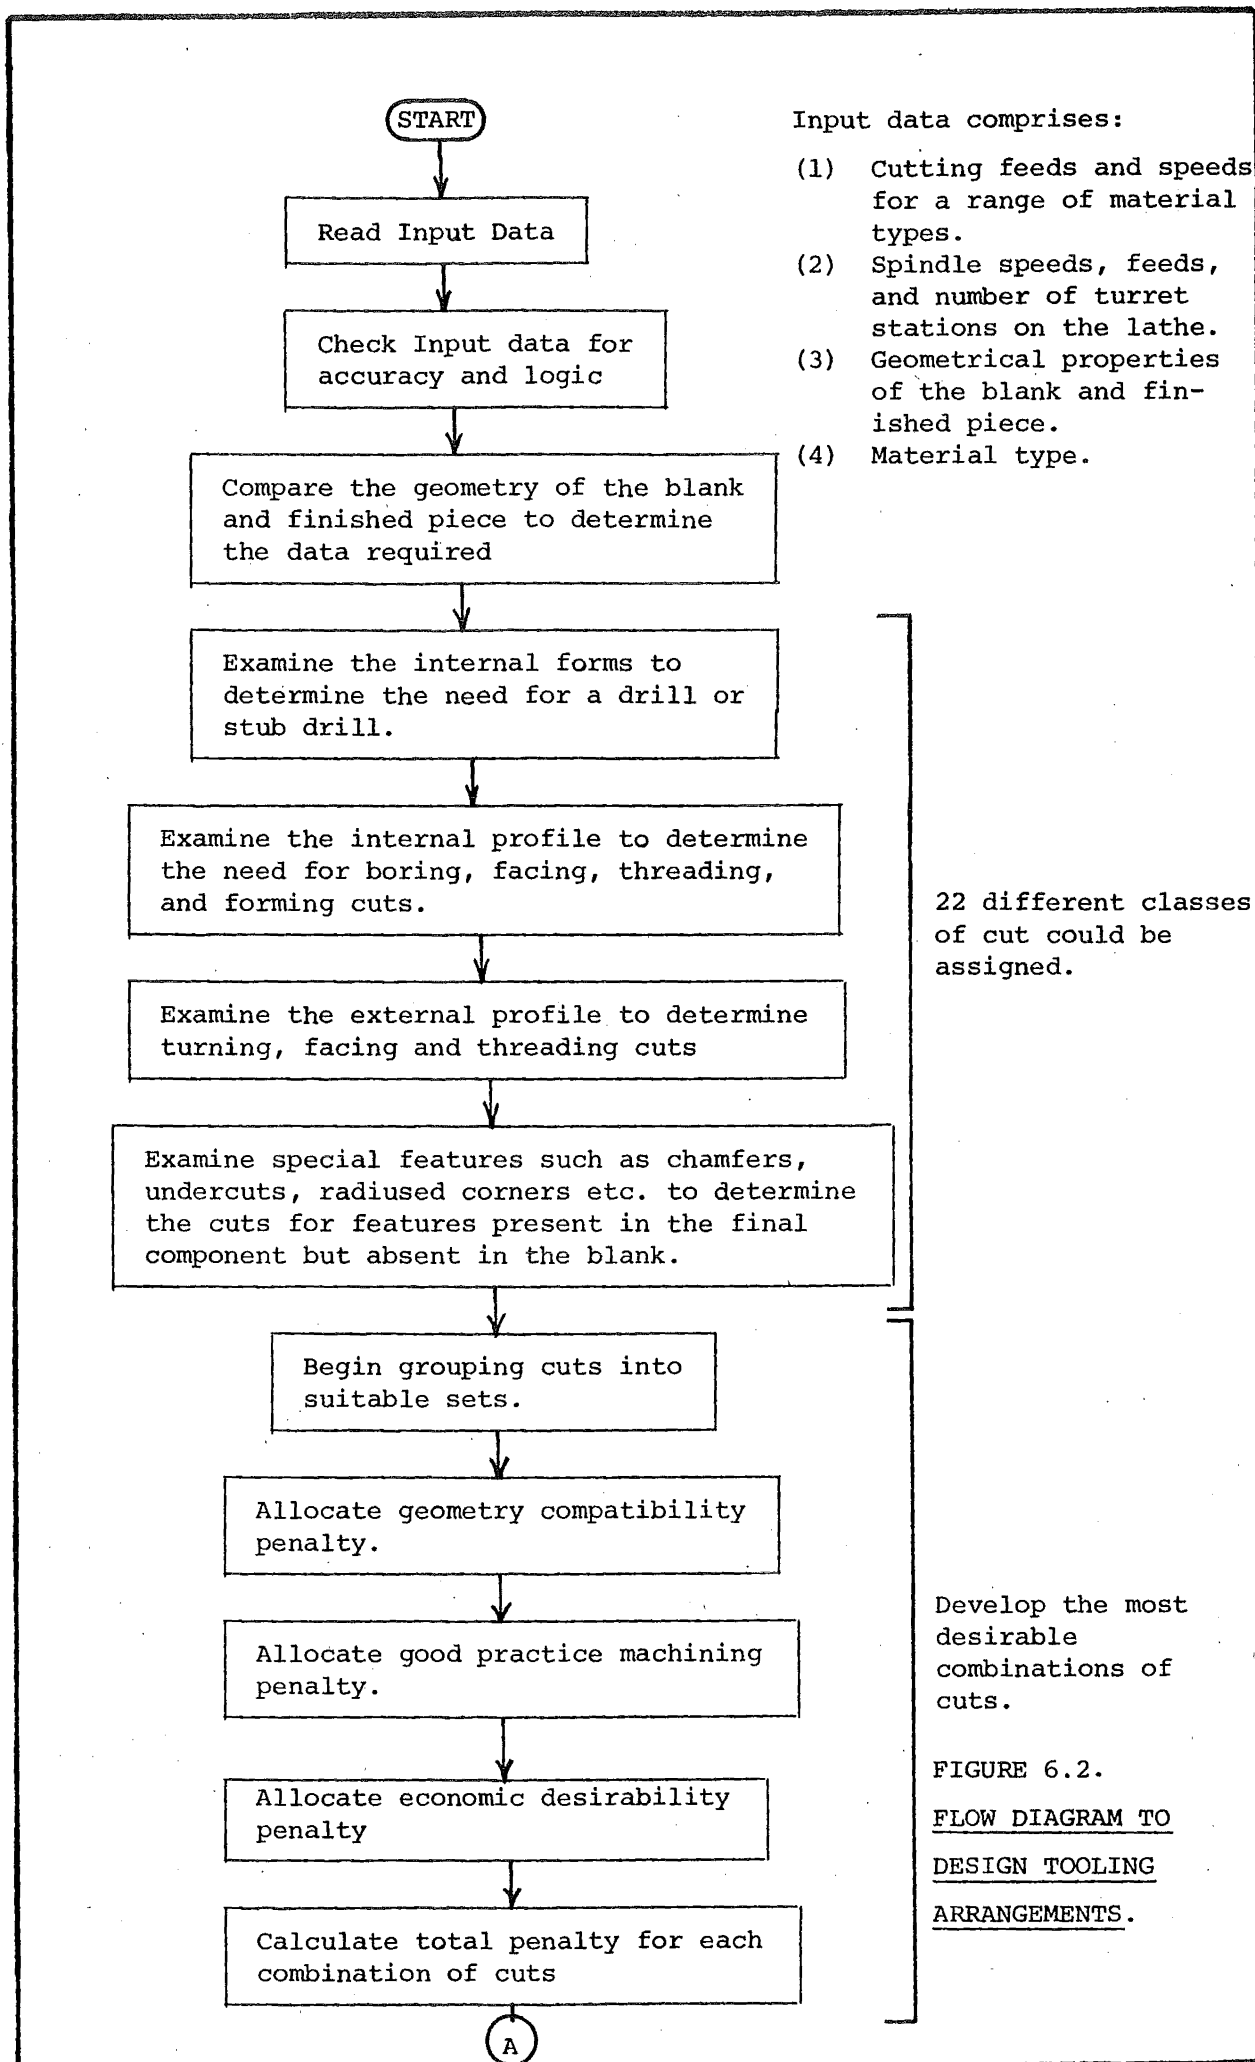 START
Read Input Data
Check Input data for
accuracy and logic
Compare the geometry of the blank
and finished piece to determine
the data required
Examine the internal forms to
determine the need for a drill or
stub drill.
Examine the internal profile to determine
the need for boring, facing, threading,
and forming cuts.
Examine the external profile to determine
turning, facing and threading cuts
Examine special features such as chamfers,
undercuts, radiused corners etc. to determine
the cuts for features present in the final
component but absent in the blank.
Begin grouping cuts into
suitable sets.
Allocate geometry compatibility
penalty.
Allocate good practice machining
penalty.
Allocate economic desirability
penalty
Calculate total penalty for each
combination of cuts
A
Input data comprises:
(1) Cutting feeds and speeds
for a range of material
types.
(2) Spindle speeds, feeds,
and number of turret
stations on the lathe.
(3) Geometrical properties
of the blank and fin-
ished piece.
(4) Material type.
22 different classes
of cut could be
assigned.
Develop the most
desirable
combinations of
cuts.
FIGURE 6.2.
FLOW DIAGRAM TO
DESIGN TOOLING
ARRANGEMENTS.